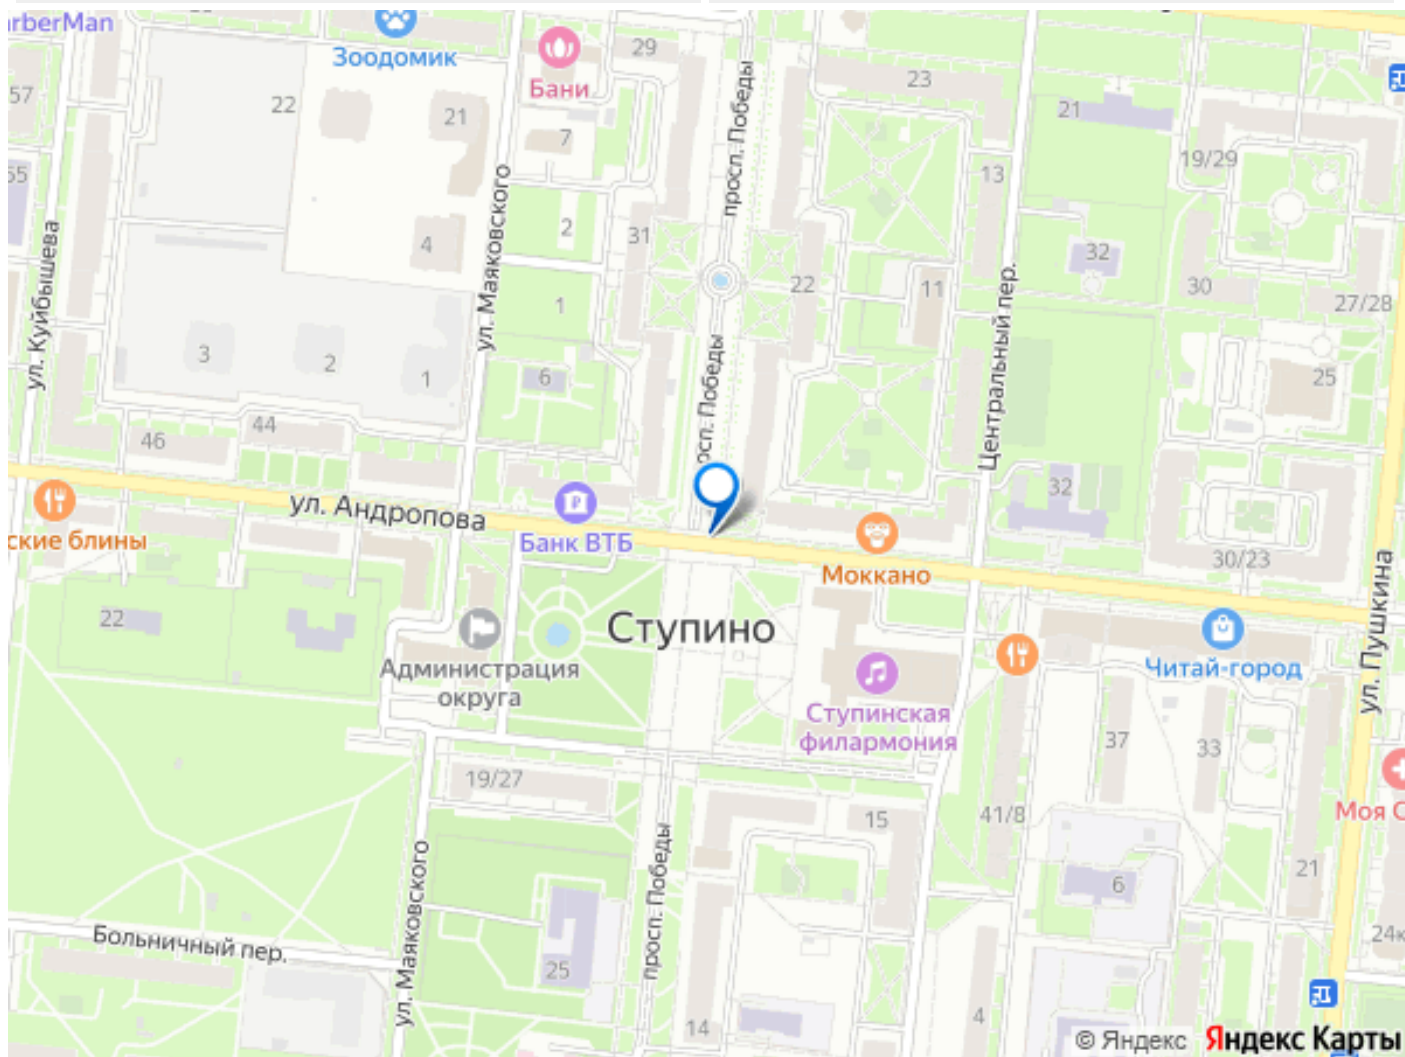 rberMan
Зоодомик
Бани
29
23
57
22
21
21
7
19/29
55
13
2
31
4
32
22
11
30
27/28
1
3
2
1
6
25
44
46
32
ул. Куйбышева
ул. Маяковского
просп. Победы
осп. Победы
Центральный пер.
ул. Андропова
Банк ВТБ
ские блины
Моккано
30/23
22
Ступино
Администрация
округа
Ступинская
филармония
Читай-город
ул. Пушкина
37
33
19/27
15
41/8
Моя С
21
6
ул. Маяковского
просп. Победы
Больничный пер.
25
24к
14
4
© Яндекс Яндекс Карты